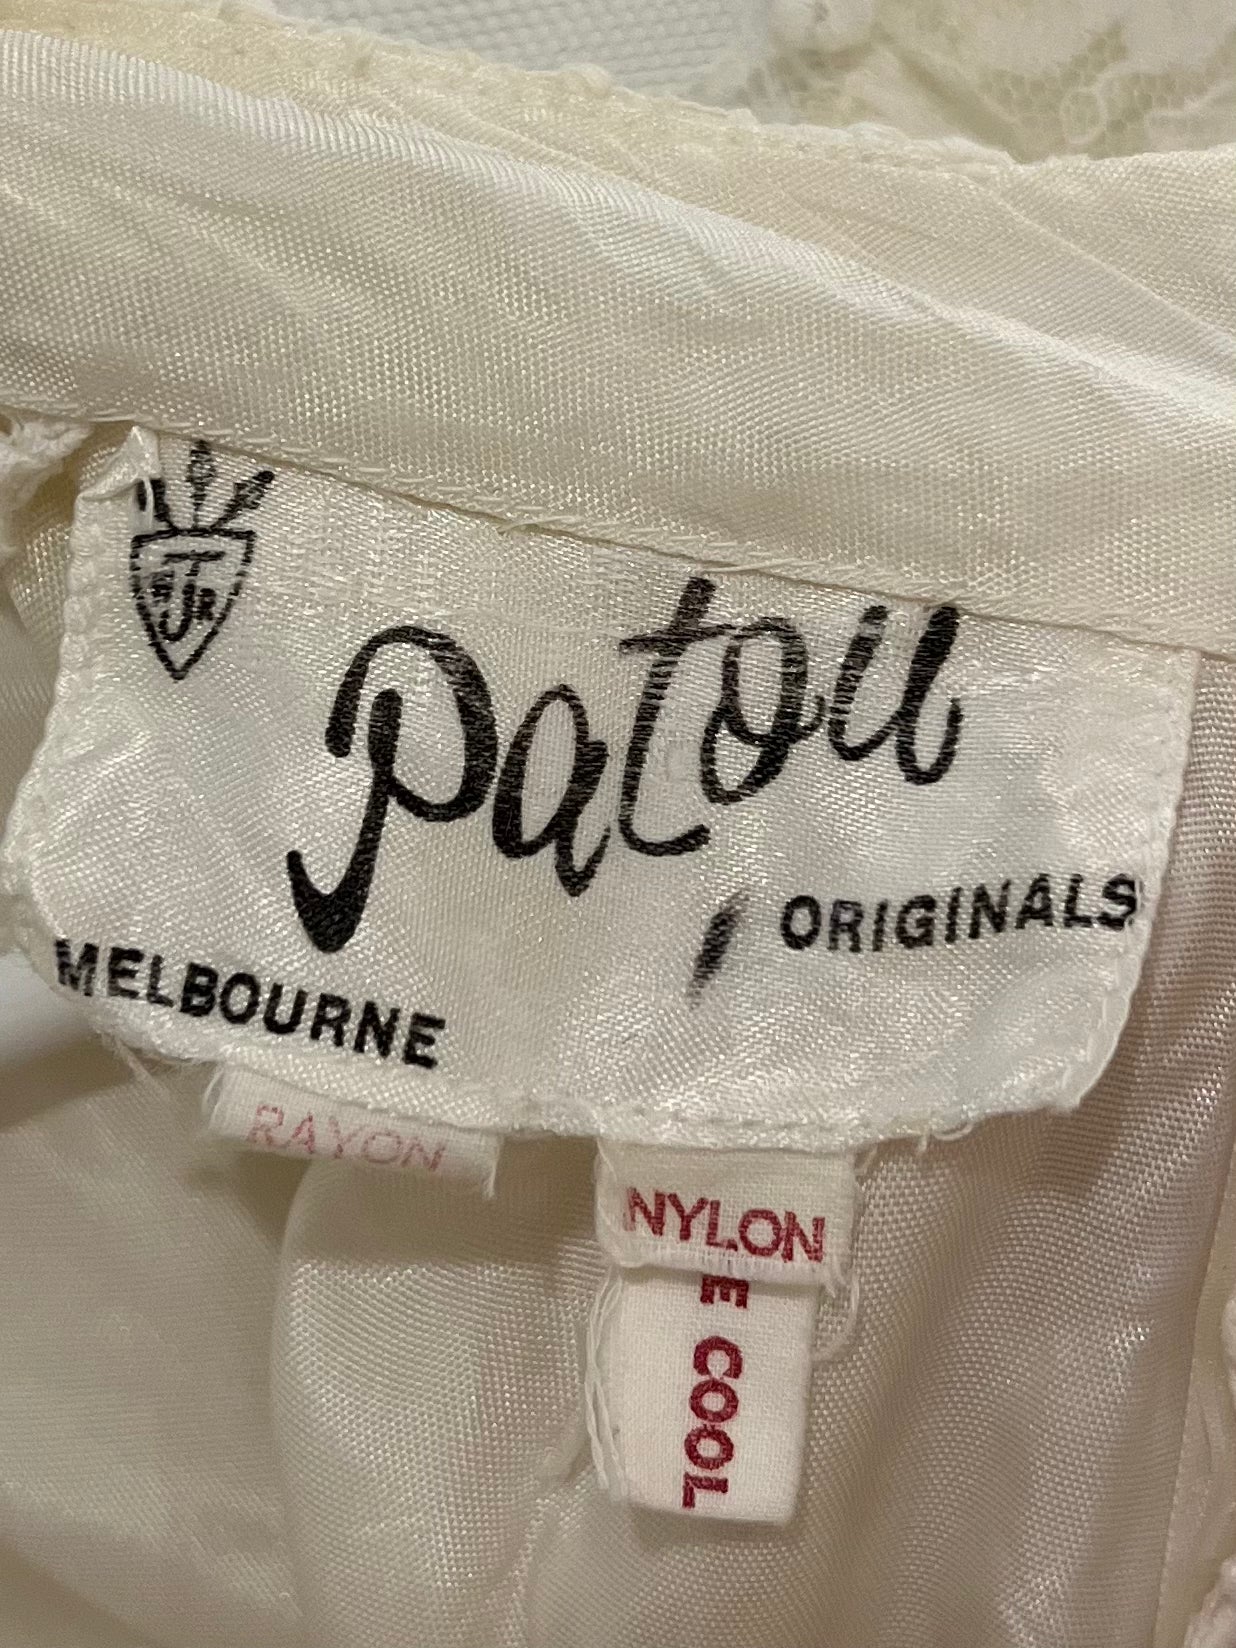 Patou
ORIGINALS
MELBOURNE
RAYON
NYLON
E COOL